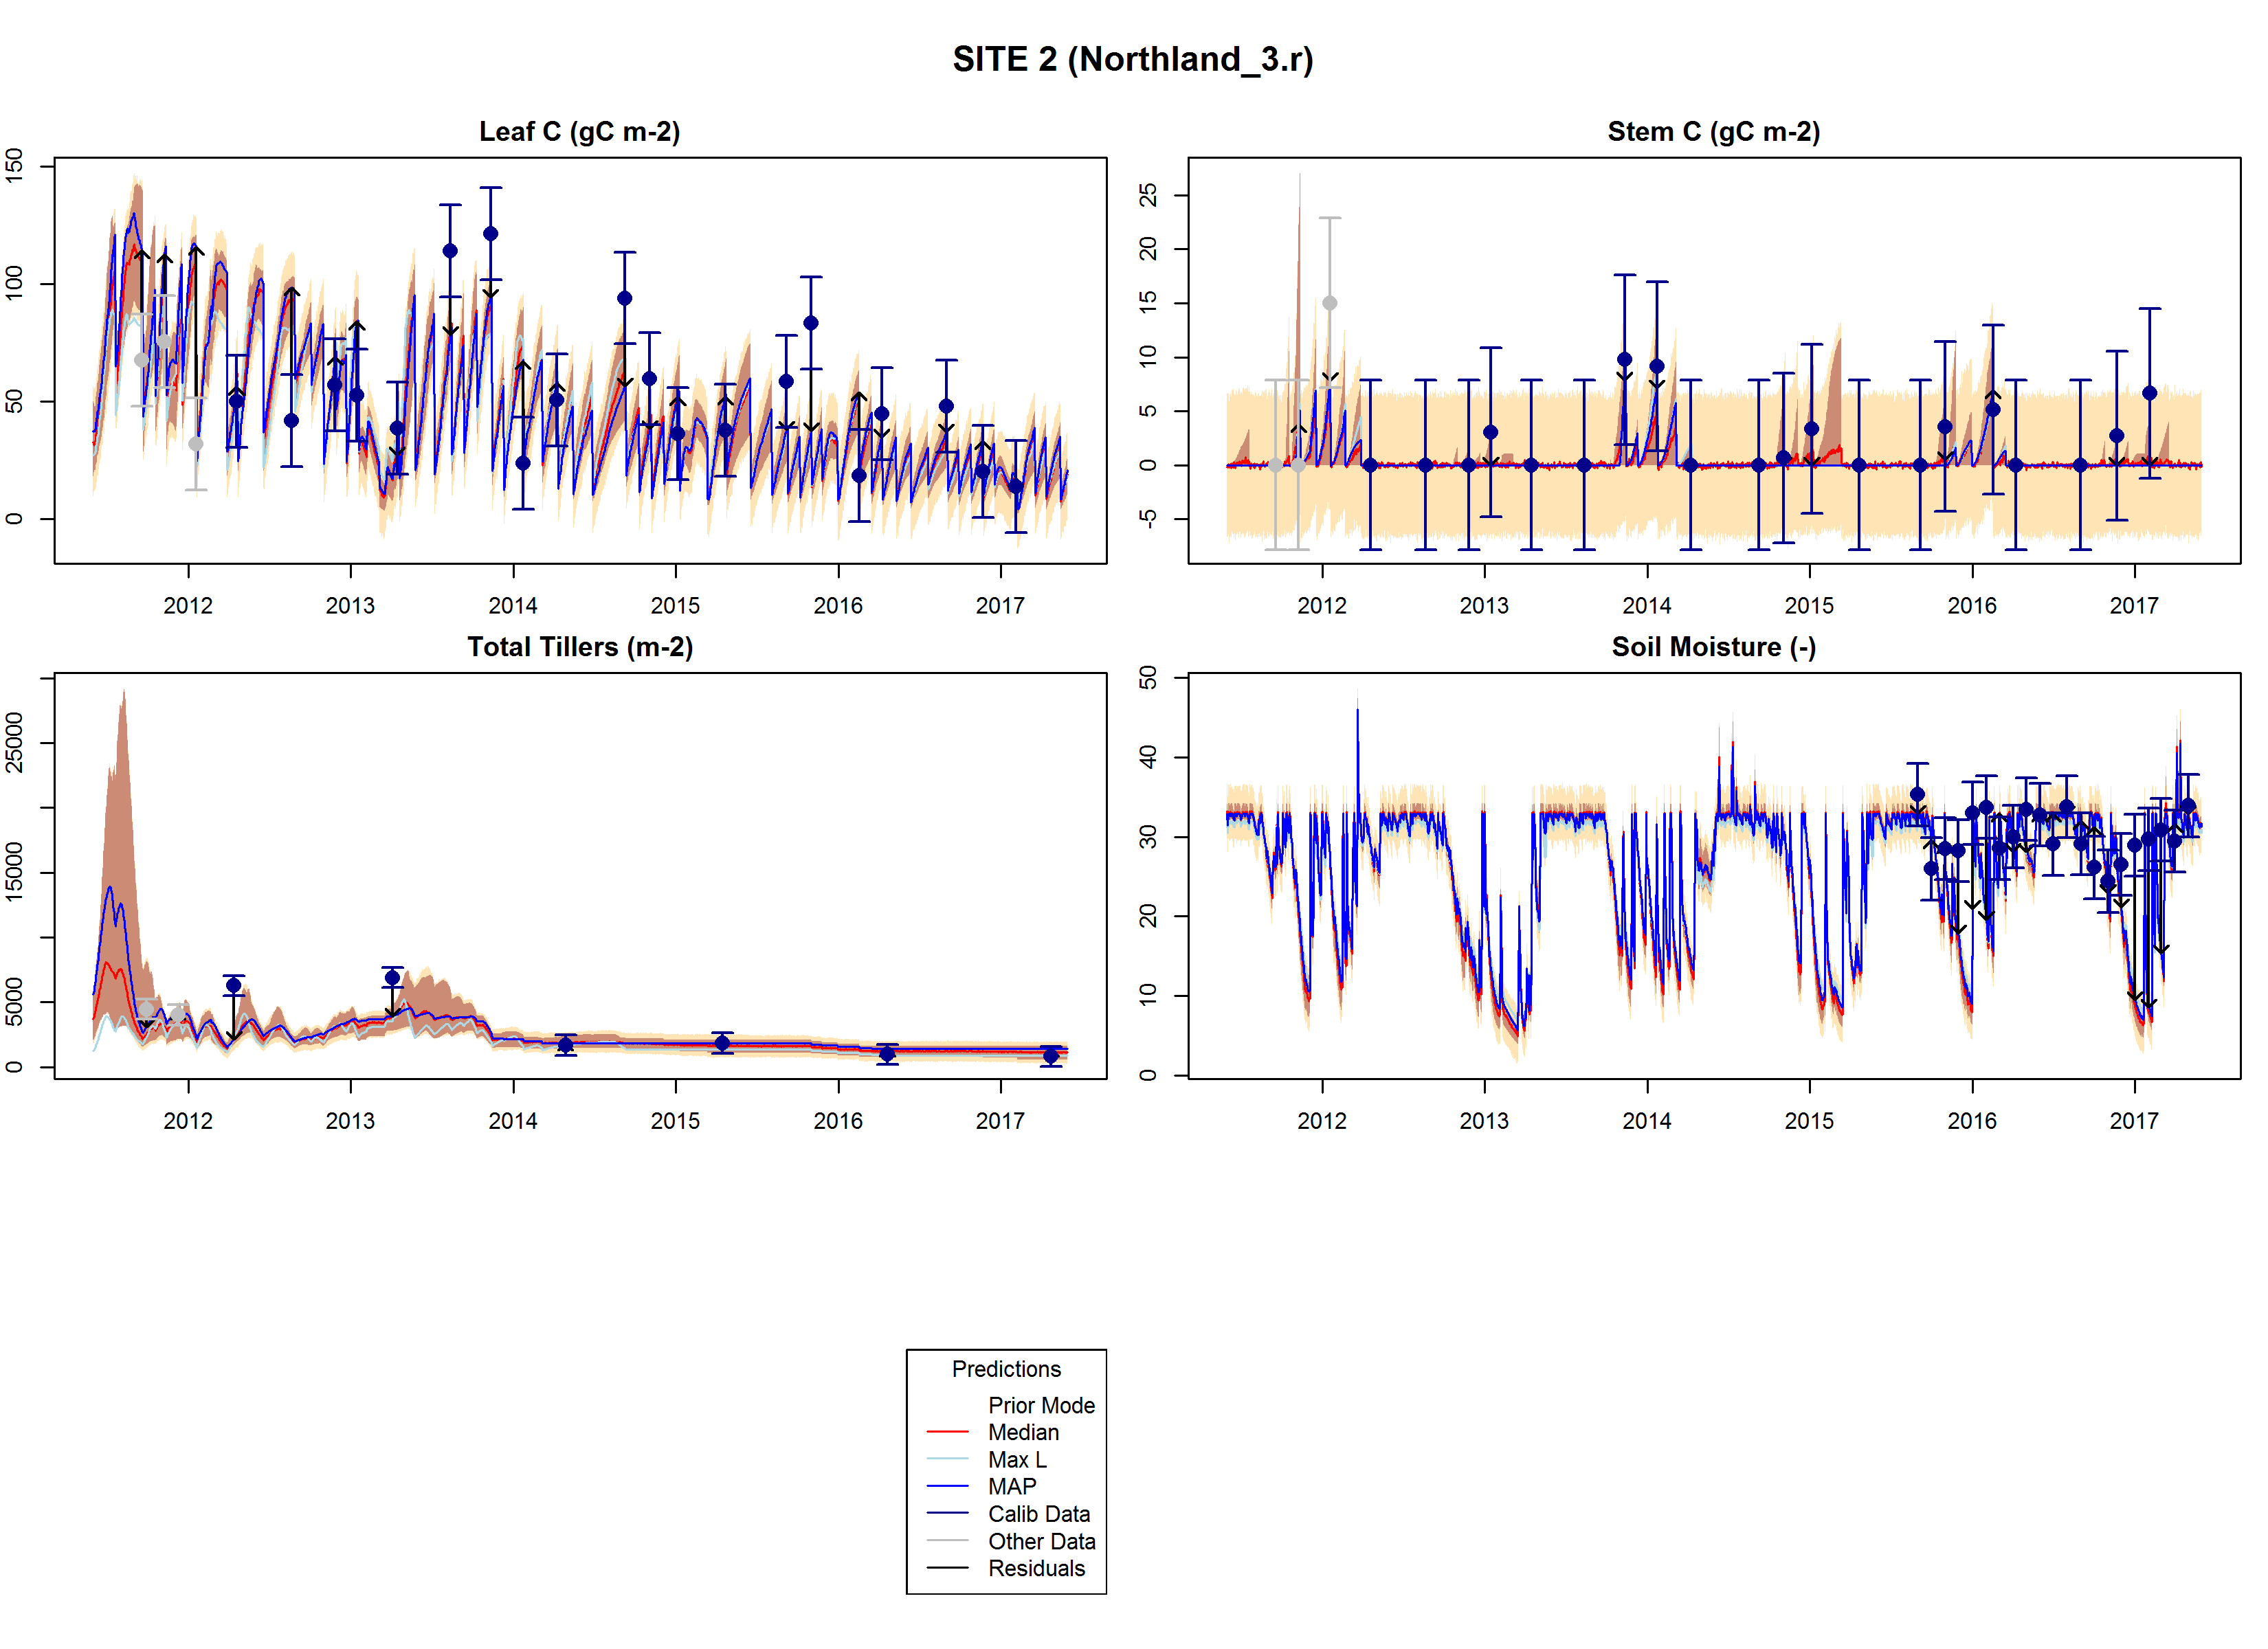 SITE 2 (Northland_3.r)
Leaf C (gC m-2)
150
100
50
0
2012 2013 2014 2015 2016 2017
Stem C (gC m-2)
25
20
15
10
5
0
-5
2012 2013 2014 2015 2016 2017
Total Tillers (m-2)
25000
15000
5000
0
2012 2013 2014 2015 2016 2017
Soil Moisture (-)
50
40
30
20
10
0
2012 2013 2014 2015 2016 2017
Predictions
Prior Mode
Median
Max L
MAP
Calib Data
Other Data
Residuals